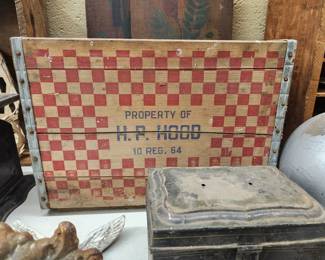 PROPERTY OF
H. P. HOOD
10 REG. 64